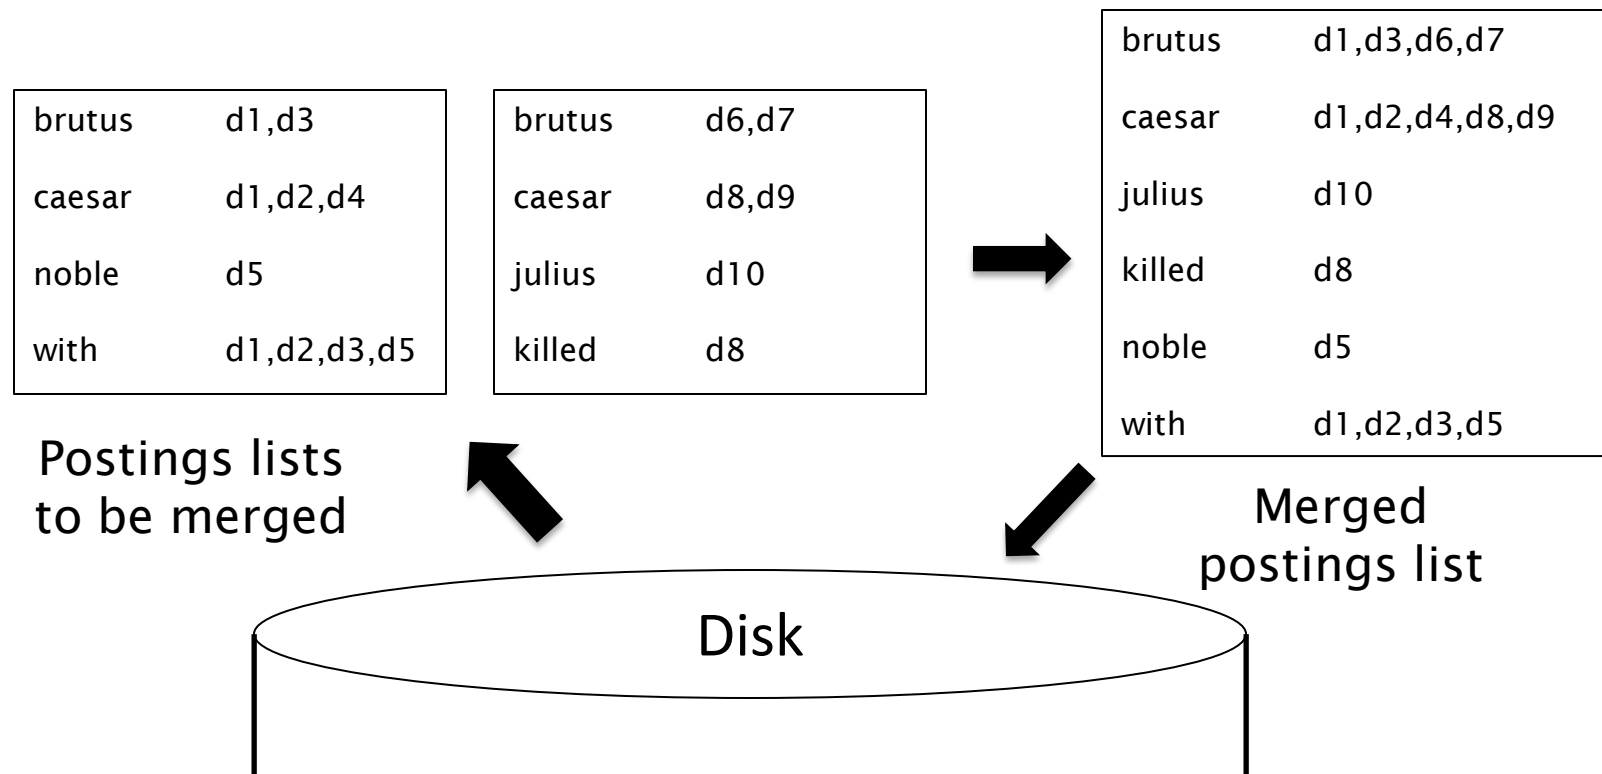 brutus d1,d3
caesar d1,d2,d4
noble d5
with d1,d2,d3,d5
brutus d6,d7
caesar d8,d9
julius d10
killed d8
brutus d1,d3,d6,d7
caesar d1,d2,d4,d8,d9
julius d10
killed d8
noble d5
with d1,d2,d3,d5
Postings lists
to be merged
Merged
postings list
Disk